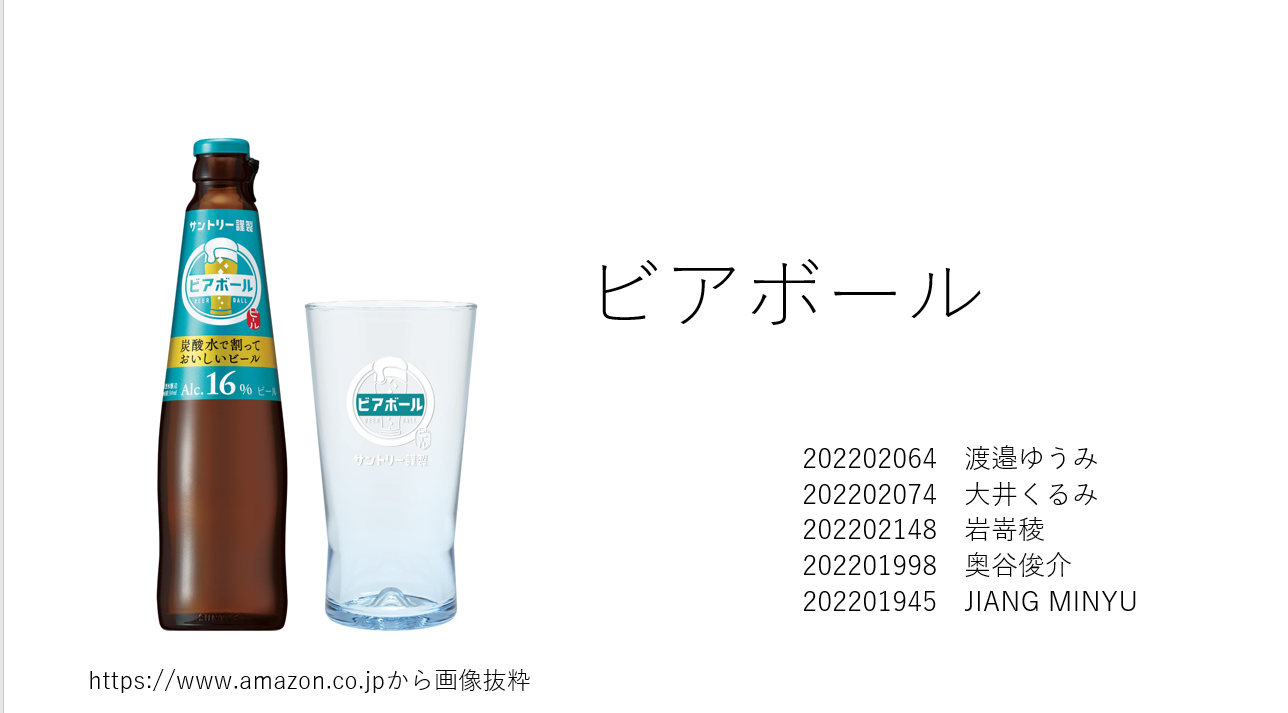 サントリー謹製
ビアボール
BEER BALL
ビール
炭酸水で割って
おいしいビール
Alc.16% ビール
ビアボール
サントリー謹製
ビアボール
202202064 渡邉ゆうみ
202202074 大井くるみ
202202148 岩嵜稜
202201998 奥谷俊介
202201945 JIANG MINYU
https://www.amazon.co.jpから画像抜粋